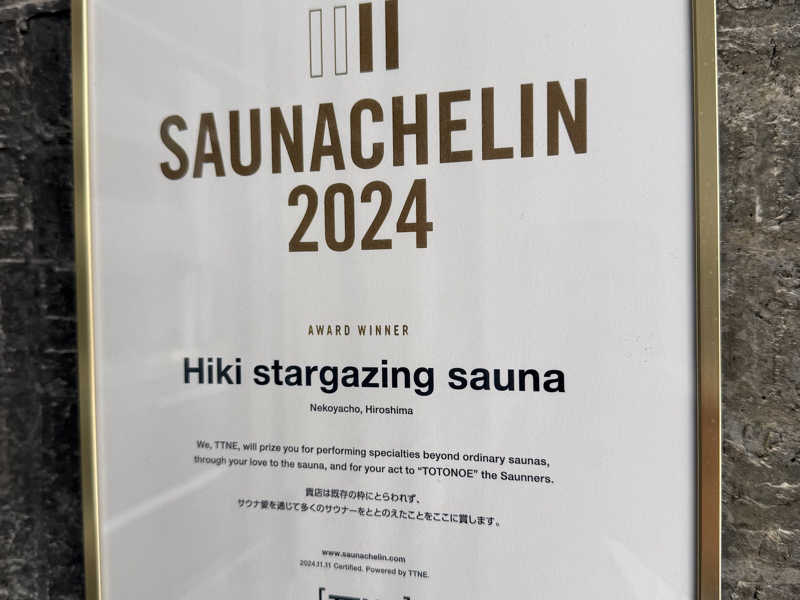 SAUNACHELIN
2024
AWARD WINNER
Hiki stargazing sauna
Nekoyacho, Hiroshima
We, TTNE, will prize you for performing specialties beyond ordinary saunas,
through your love to the sauna, and for your act to “TOTONOE” the Saunners.
貴店は既存の枠にとらわれず、
サウナ愛を通じて多くのサウナーをととのえたことをここに賞します。
www.saunachelin.com
2024.11.11 Certified. Powered by TTNE.